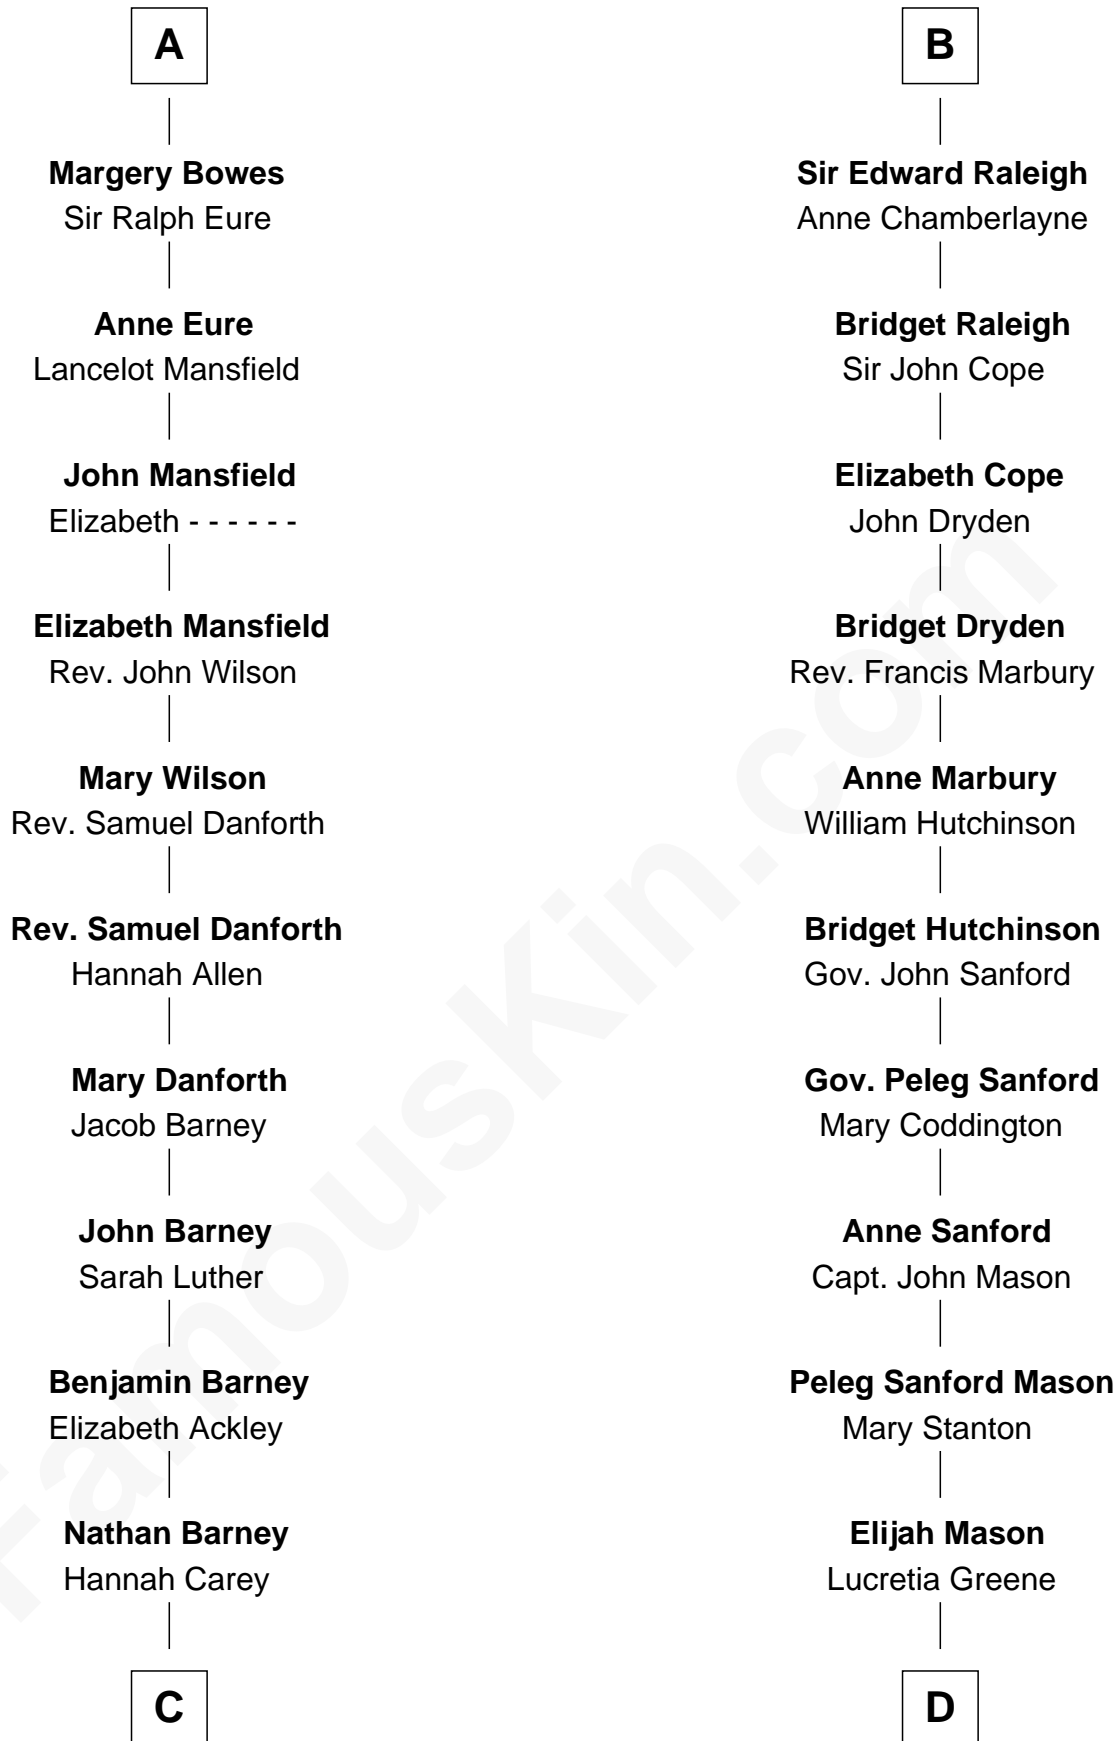 A
Margery Bowes
Sir Ralph Eure
Anne Eure
Lancelot Mansfield
John Mansfield
Elizabeth - - - - - -
Elizabeth Mansfield
Rev. John Wilson
Mary Wilson
Rev. Samuel Danforth
Rev. Samuel Danforth
Hannah Allen
Mary Danforth
Jacob Barney
John Barney
Sarah Luther
Benjamin Barney
Elizabeth Ackley
Nathan Barney
Hannah Carey
C
B
Sir Edward Raleigh
Anne Chamberlayne
Bridget Raleigh
Sir John Cope
Elizabeth Cope
John Dryden
Bridget Dryden
Rev. Francis Marbury
Anne Marbury
William Hutchinson
Bridget Hutchinson
Gov. John Sanford
Gov. Peleg Sanford
Mary Coddington
Anne Sanford
Capt. John Mason
Peleg Sanford Mason
Mary Stanton
Elijah Mason
Lucretia Greene
D
FamousKin.com